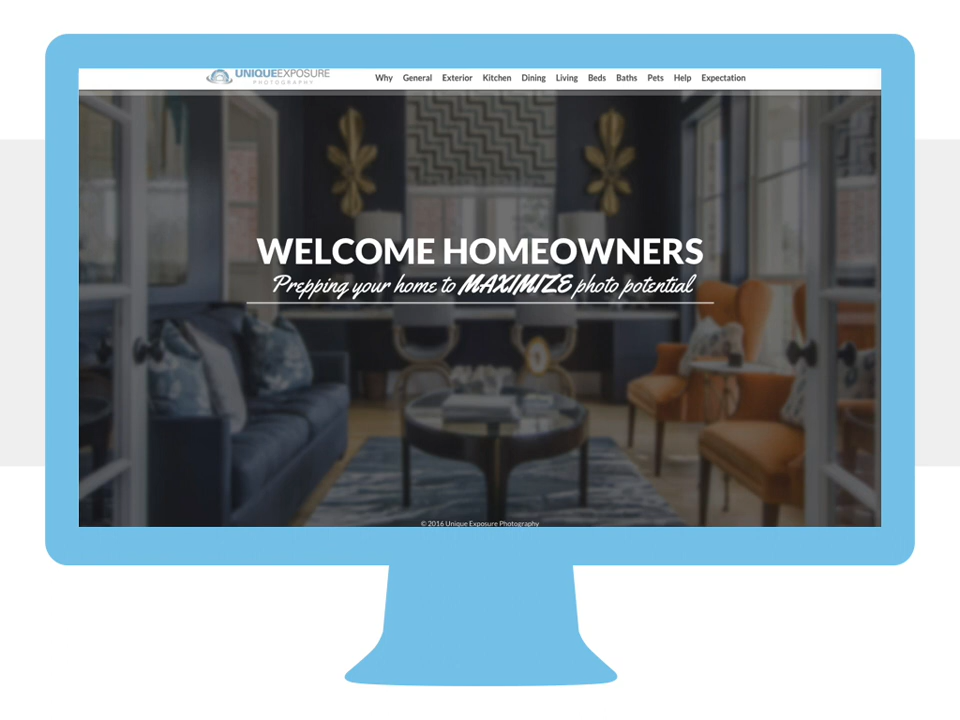 UNIQUEEXPOSURE
PHOTOGRAPHY
Why General Exterior Kitchen Dining Living Beds Baths Pets Help Expectation
WELCOME HOMEOWNERS
Prepping your home to MAXIMIZE photo potential
© 2016 Unique Exposure Photography